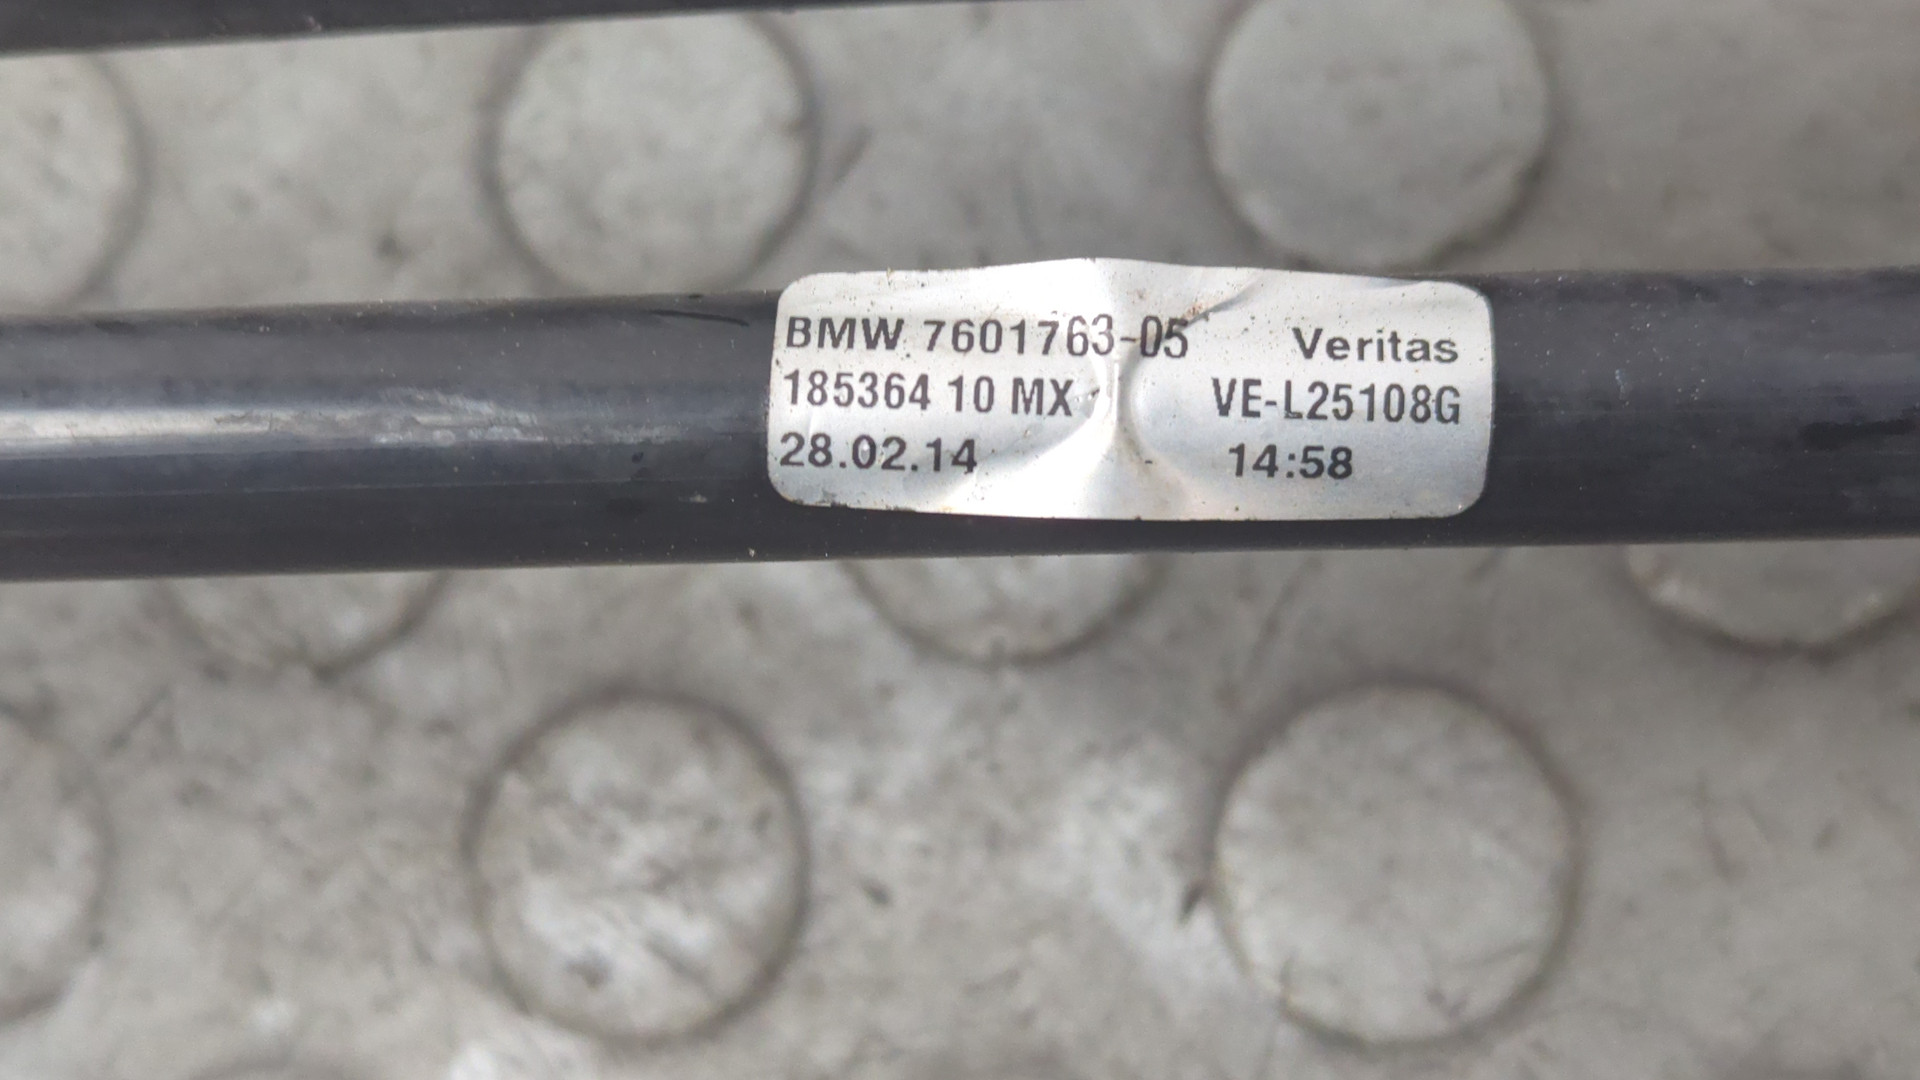 BMW 7601763-05 Veritas
185364 10 MX VE-L25108G
28.02.14 14:58